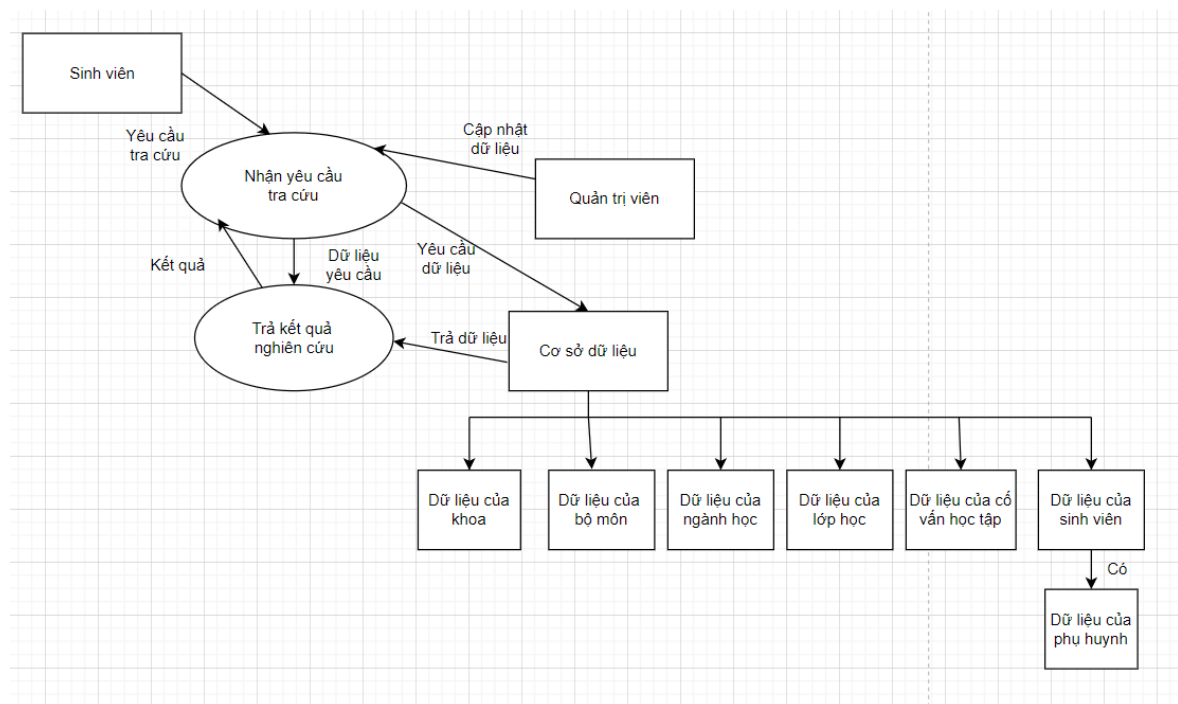 Sinh viên
Yêu cầu
tra cứu
Cập nhật
dữ liệu
Nhận yêu cầu
tra cứu
Quản trị viên
Kết quả
Dữ liệu
yêu cầu
Yêu cầu
dữ liệu
Trả kết quả
nghiên cứu
Trả dữ liệu
Cơ sở dữ liệu
Dữ liệu của
khoa
Dữ liệu của
bộ môn
Dữ liệu của
ngành học
Dữ liệu của
lớp học
Dữ liệu của cố
vấn học tập
Dữ liệu của
sinh viên
Có
Dữ liệu của
phụ huynh